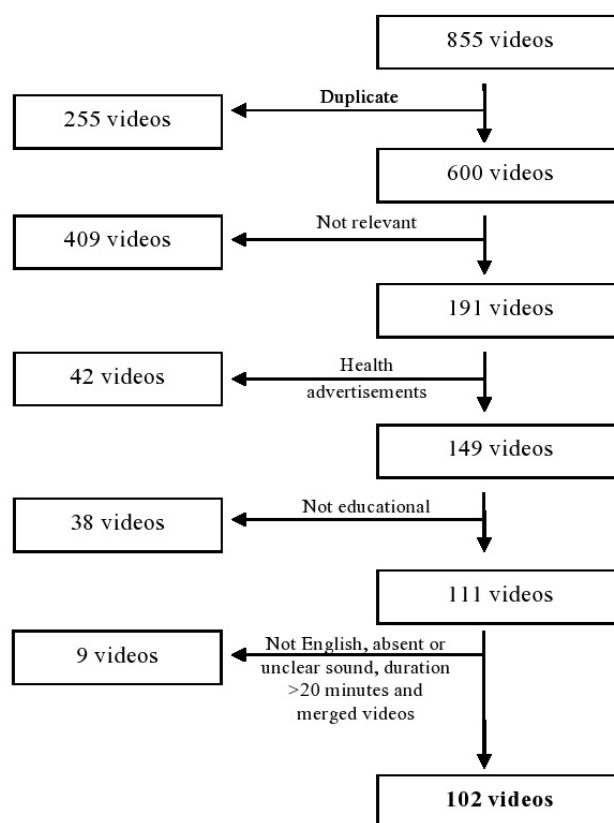 855 videos
Duplicate
255 videos
600 videos
Not relevant
409 videos
191 videos
Health
advertisements
42 videos
149 videos
Not educational
38 videos
111 videos
Not English, absent or
unclear sound, duration
>20 minutes and
merged videos
9 videos
102 videos